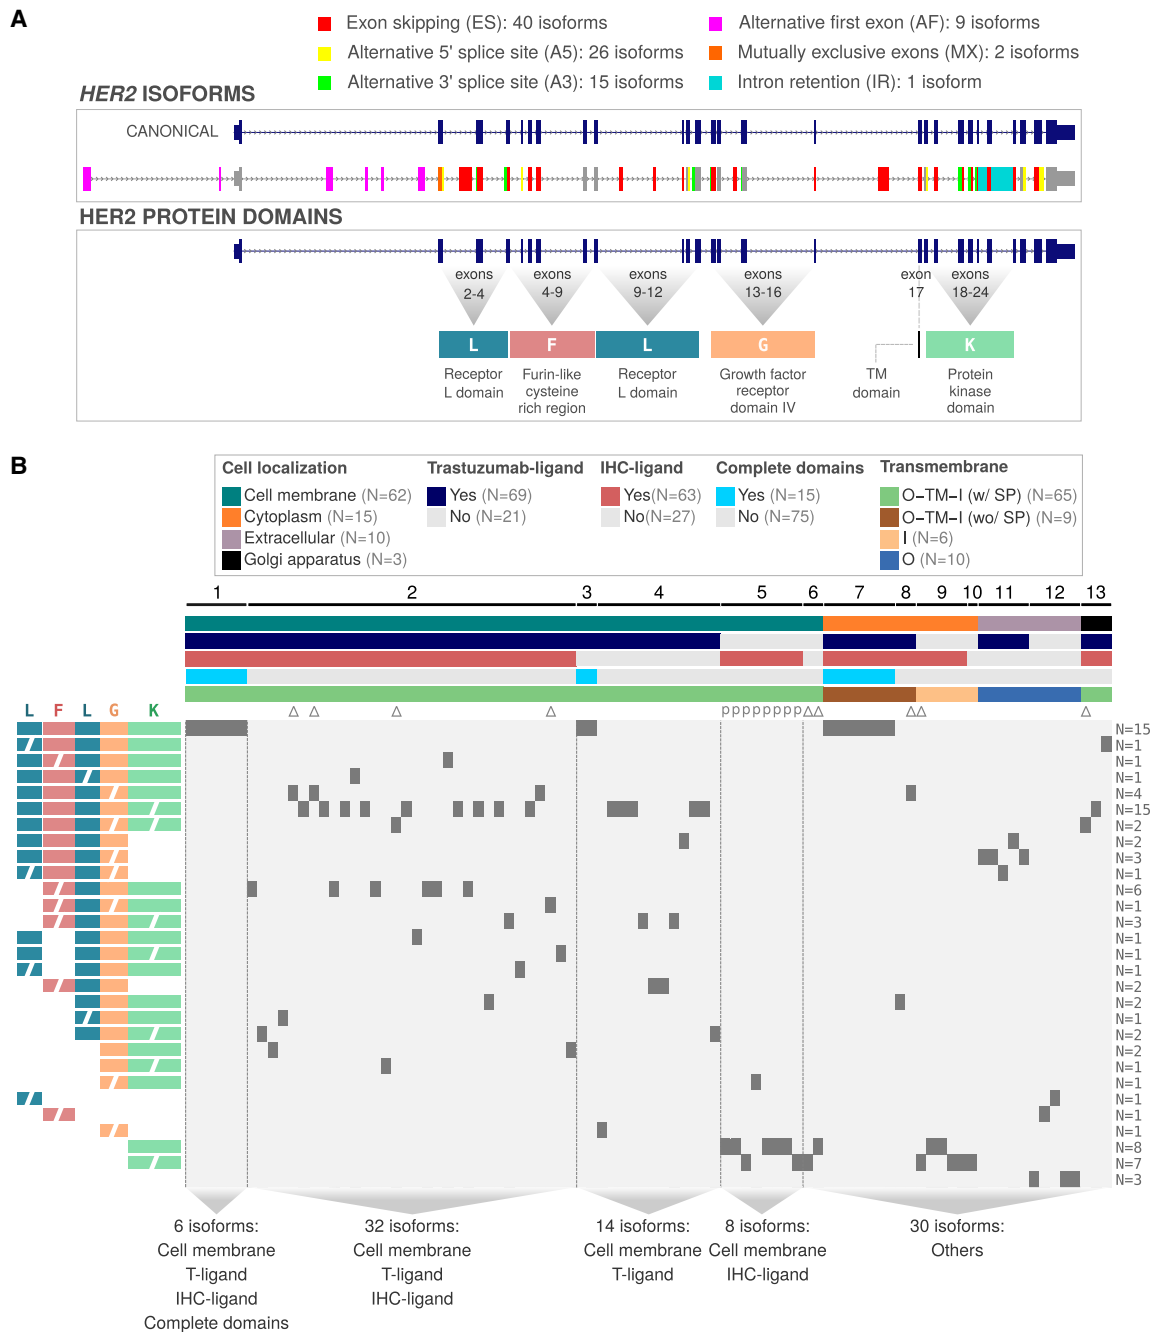 A
Exon skipping (ES): 40 isoforms
Alternative first exon (AF): 9 isoforms
Alternative 5' splice site (A5): 26 isoforms
Mutually exclusive exons (MX): 2 isoforms
Alternative 3' splice site (A3): 15 isoforms
Intron retention (IR): 1 isoform
HER2 ISOFORMS
CANONICAL
HER2 PROTEIN DOMAINS
exons 2-4
exons 4-9
exons 9-12
exons 13-16
exon 17
exons 18-24
L F L G K
Receptor L domain
Furin-like cysteine rich region
Receptor L domain
Growth factor receptor domain IV
TM domain
Protein kinase domain
B
Cell localization
Cell membrane (N=62)
Cytoplasm (N=15)
Extracellular (N=10)
Golgi apparatus (N=3)
Trastuzumab-ligand
Yes (N=69)
No (N=21)
IHC-ligand
Yes(N=63)
No(N=27)
Complete domains
Yes (N=15)
No (N=75)
Transmembrane
O–TM–I (w/ SP) (N=65)
O–TM–I (wo/ SP) (N=9)
I (N=6)
O (N=10)
1 2 3 4 5 6 7 8 9 10 11 12 13
L F L G K
Δ Δ Δ Δ p p p p p p p p Δ Δ Δ Δ Δ
N=15
N=1
N=1
N=1
N=4
N=15
N=2
N=2
N=3
N=1
N=6
N=1
N=3
N=1
N=1
N=1
N=2
N=2
N=1
N=2
N=2
N=1
N=1
N=1
N=1
N=1
N=8
N=7
N=3
6 isoforms:
Cell membrane
T-ligand
IHC-ligand
Complete domains
32 isoforms:
Cell membrane
T-ligand
IHC-ligand
14 isoforms:
Cell membrane
T-ligand
8 isoforms:
Cell membrane
IHC-ligand
30 isoforms:
Others